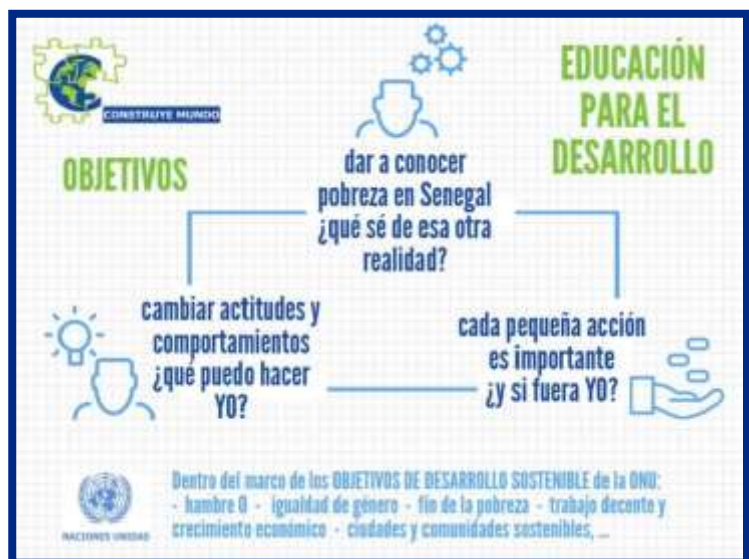 CONSTRUYE MUNDO
EDUCACIÓN
PARA EL
DESARROLLO
OBJETIVOS
dar a conocer
pobreza en Senegal
¿qué sé de esa otra
realidad?
cambiar actitudes y
comportamientos
¿qué puedo hacer
YO?
cada pequeña acción
es importante
¿y si fuera YO?
Dentro del marco de los OBJETIVOS DE DESARROLLO SOSTENIBLE de la ONU:
- hambre 0 - igualdad de género - fin de la pobreza - trabajo decente y
crecimiento económico - ciudades y comunidades sostenibles, ...
NACIONES UNIDAS